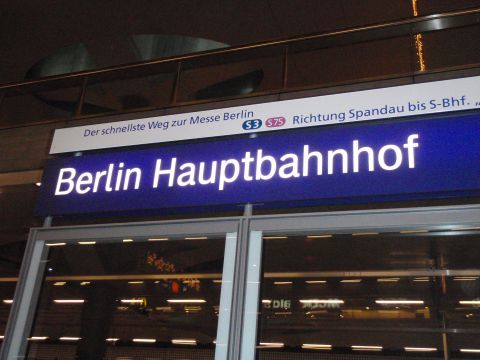 Der schnellste Weg zur Messe Berlin S3 S75 Richtung Spandau bis S-Bhf. „
Berlin Hauptbahnhof